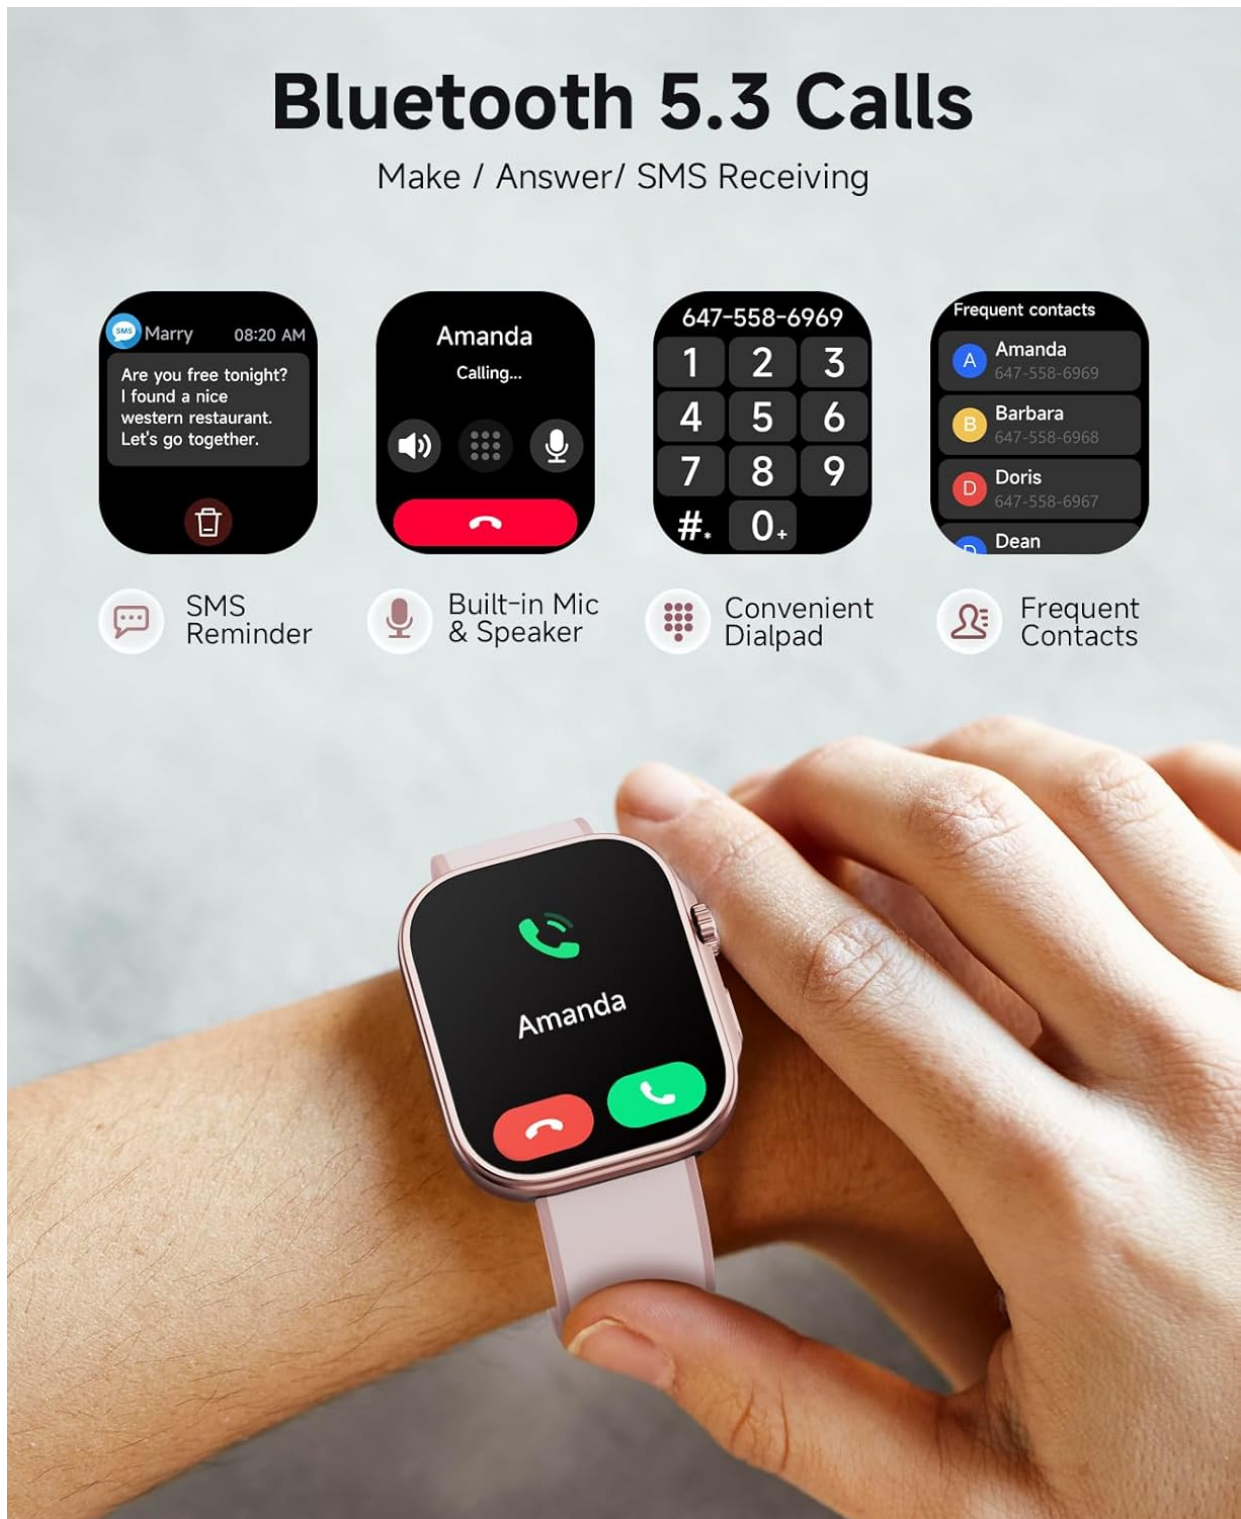 Bluetooth 5.3 Calls
Make / Answer/ SMS Receiving
SMS
Marry 08:20 AM
Are you free tonight?
I found a nice
western restaurant.
Let's go together.
Amanda
Calling...
647-558-6969
1 2 3
4 5 6
7 8 9
#* 0+
Frequent contacts
A Amanda
647-558-6969
B Barbara
647-558-6968
D Doris
647-558-6967
D Dean
SMS
Reminder
Built-in Mic
& Speaker
Convenient
Dialpad
Frequent
Contacts
Amanda